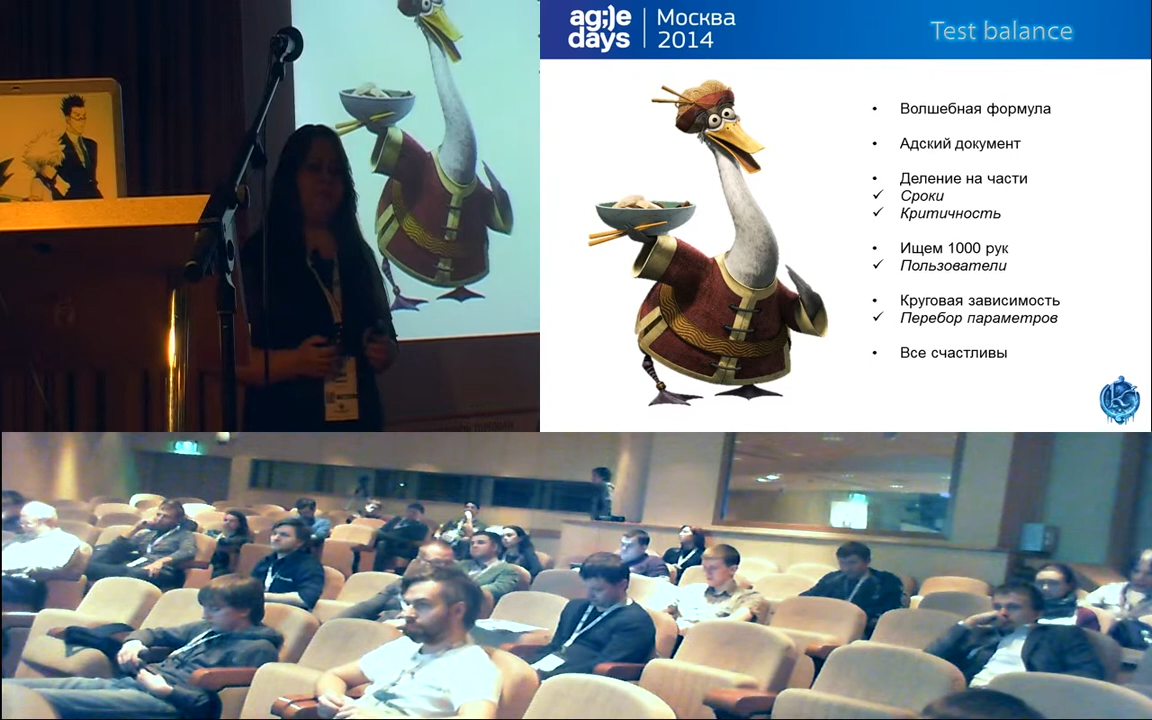 ag;)e
days
Москва
2014
Test balance
• Волшебная формула
• Адский документ
• Деление на части
✓ Сроки
✓ Критичность
• Ищем 1000 рук
✓ Пользователи
• Круговая зависимость
✓ Перебор параметров
• Все счастливы